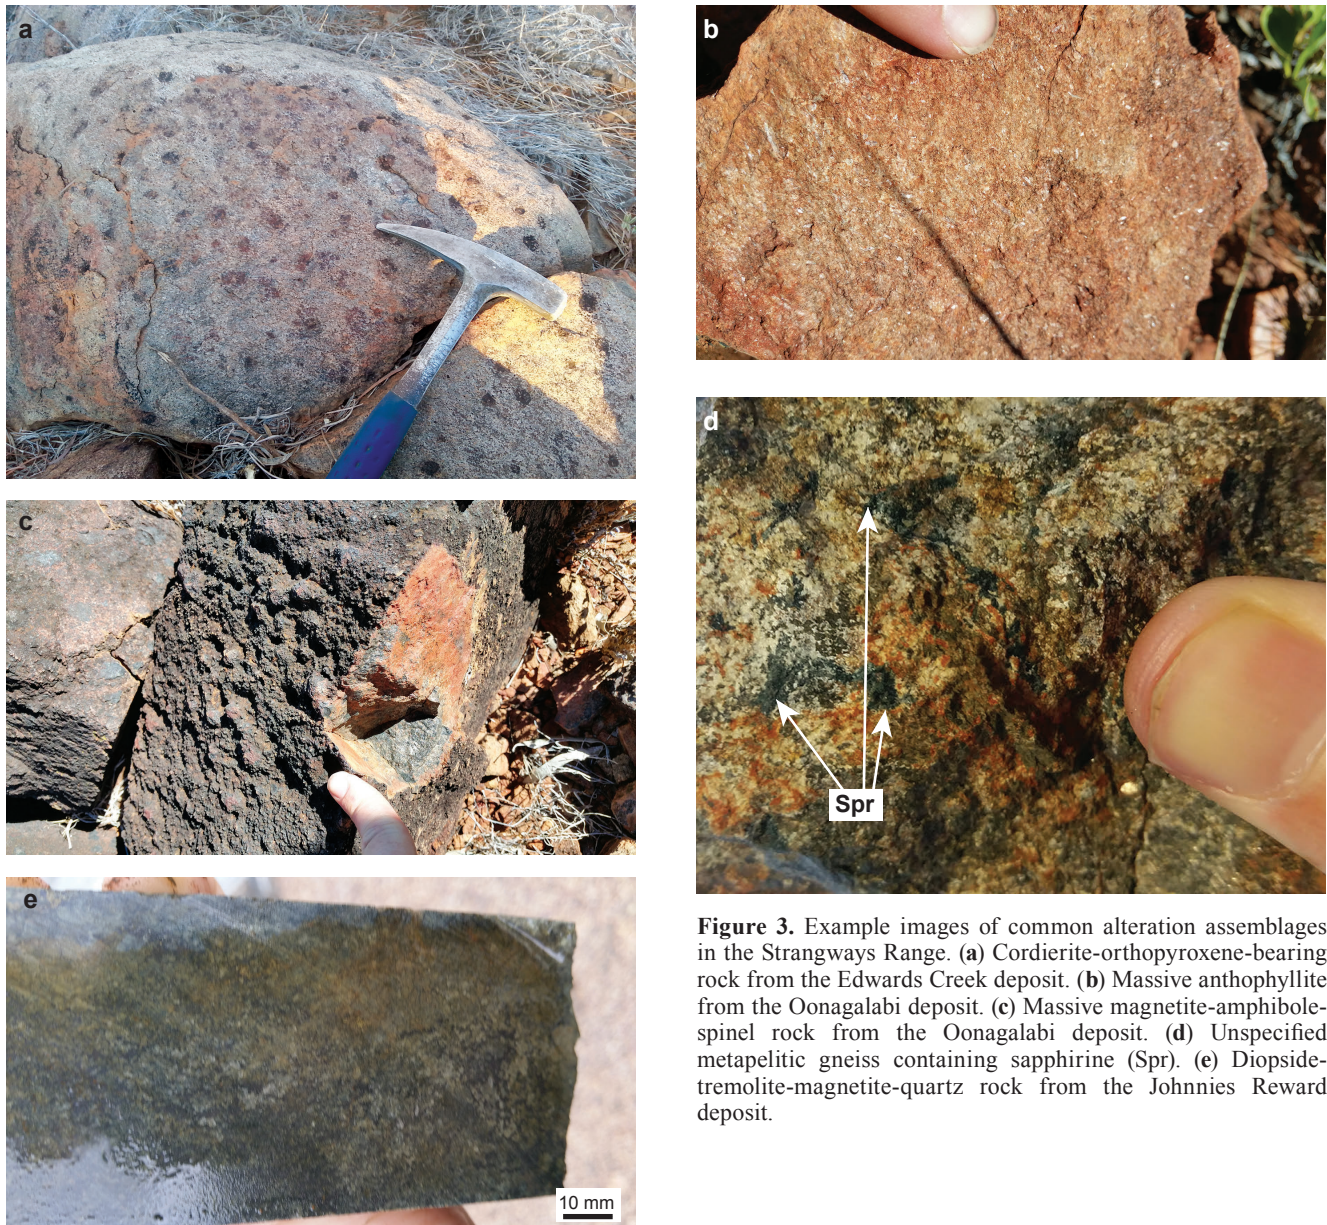 a
b
c
d
Spr
e
10 mm
Figure 3. Example images of common alteration assemblages
in the Strangways Range. (a) Cordierite-orthopyroxene-bearing
rock from the Edwards Creek deposit. (b) Massive anthophyllite
from the Oonagalabi deposit. (c) Massive magnetite-amphibole-
spinel rock from the Oonagalabi deposit. (d) Unspecified
metapelitic gneiss containing sapphirine (Spr). (e) Diopside-
tremolite-magnetite-quartz rock from the Johnnies Reward
deposit.